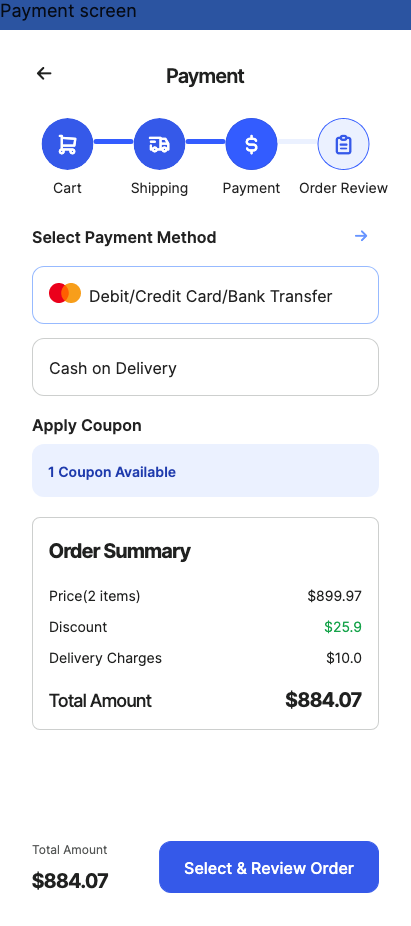 Payment screen
Payment
Cart
Shipping
Payment
Order Review
Select Payment Method
Debit/Credit Card/Bank Transfer
Cash on Delivery
Apply Coupon
1 Coupon Available
Order Summary
Price(2 items) $899.97
Discount $25.9
Delivery Charges $10.0
Total Amount $884.07
Total Amount
$884.07
Select & Review Order